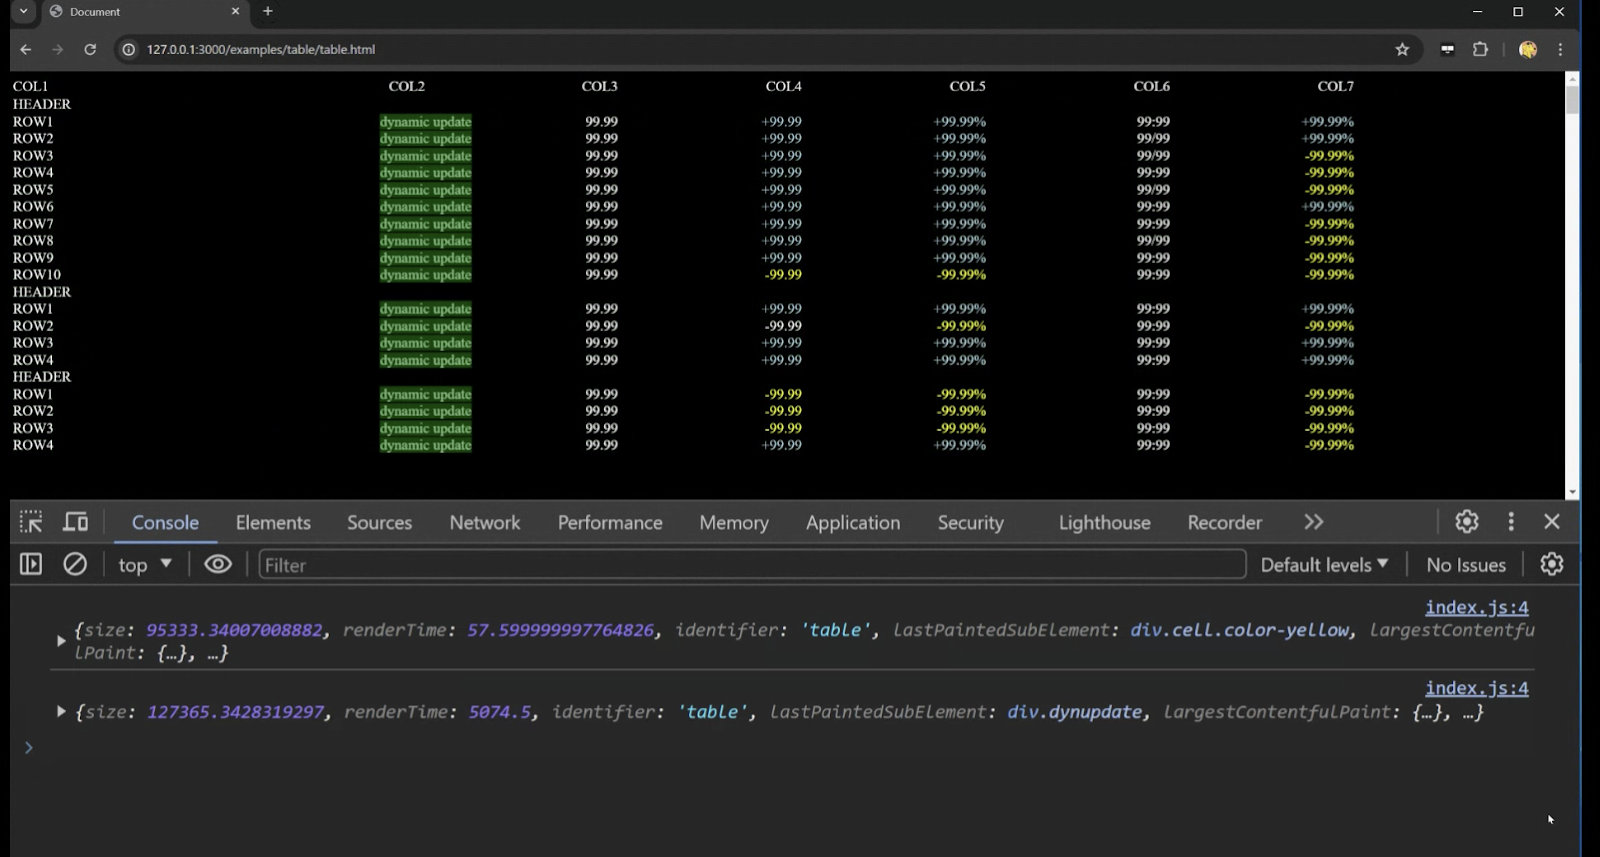 Document
127.0.0.1:3000/examples/table/table.html
COL1 COL2 COL3 COL4 COL5 COL6 COL7
HEADER
ROW1 dynamic update 99.99 +99.99 +99.99% 99:99 +99.99%
ROW2 dynamic update 99.99 +99.99 +99.99% 99/99 +99.99%
ROW3 dynamic update 99.99 +99.99 +99.99% 99/99 -99.99%
ROW4 dynamic update 99.99 +99.99 +99.99% 99:99 -99.99%
ROW5 dynamic update 99.99 +99.99 +99.99% 99/99 -99.99%
ROW6 dynamic update 99.99 +99.99 +99.99% 99:99 +99.99%
ROW7 dynamic update 99.99 +99.99 +99.99% 99:99 -99.99%
ROW8 dynamic update 99.99 +99.99 +99.99% 99/99 -99.99%
ROW9 dynamic update 99.99 +99.99 +99.99% 99:99 -99.99%
ROW10 dynamic update 99.99 -99.99 -99.99% 99:99 -99.99%
HEADER
ROW1 dynamic update 99.99 +99.99 +99.99% 99:99 +99.99%
ROW2 dynamic update 99.99 -99.99 -99.99% 99:99 -99.99%
ROW3 dynamic update 99.99 +99.99 +99.99% 99:99 +99.99%
ROW4 dynamic update 99.99 +99.99 +99.99% 99:99 +99.99%
HEADER
ROW1 dynamic update 99.99 -99.99 -99.99% 99:99 -99.99%
ROW2 dynamic update 99.99 -99.99 -99.99% 99:99 -99.99%
ROW3 dynamic update 99.99 -99.99 -99.99% 99:99 -99.99%
ROW4 dynamic update 99.99 +99.99 +99.99% 99:99 -99.99%
Console Elements Sources Network Performance Memory Application Security Lighthouse Recorder
top Filter Default levels No Issues
index.js:4
{size: 95333.34007008882, renderTime: 57.599999997764826, identifier: 'table', lastPaintedSubElement: div.cell.color-yellow, largestContentfu
lPaint: {…}, …}
index.js:4
{size: 127365.3428319297, renderTime: 5074.5, identifier: 'table', lastPaintedSubElement: div.dynupdate, largestContentfulPaint: {…}, …}